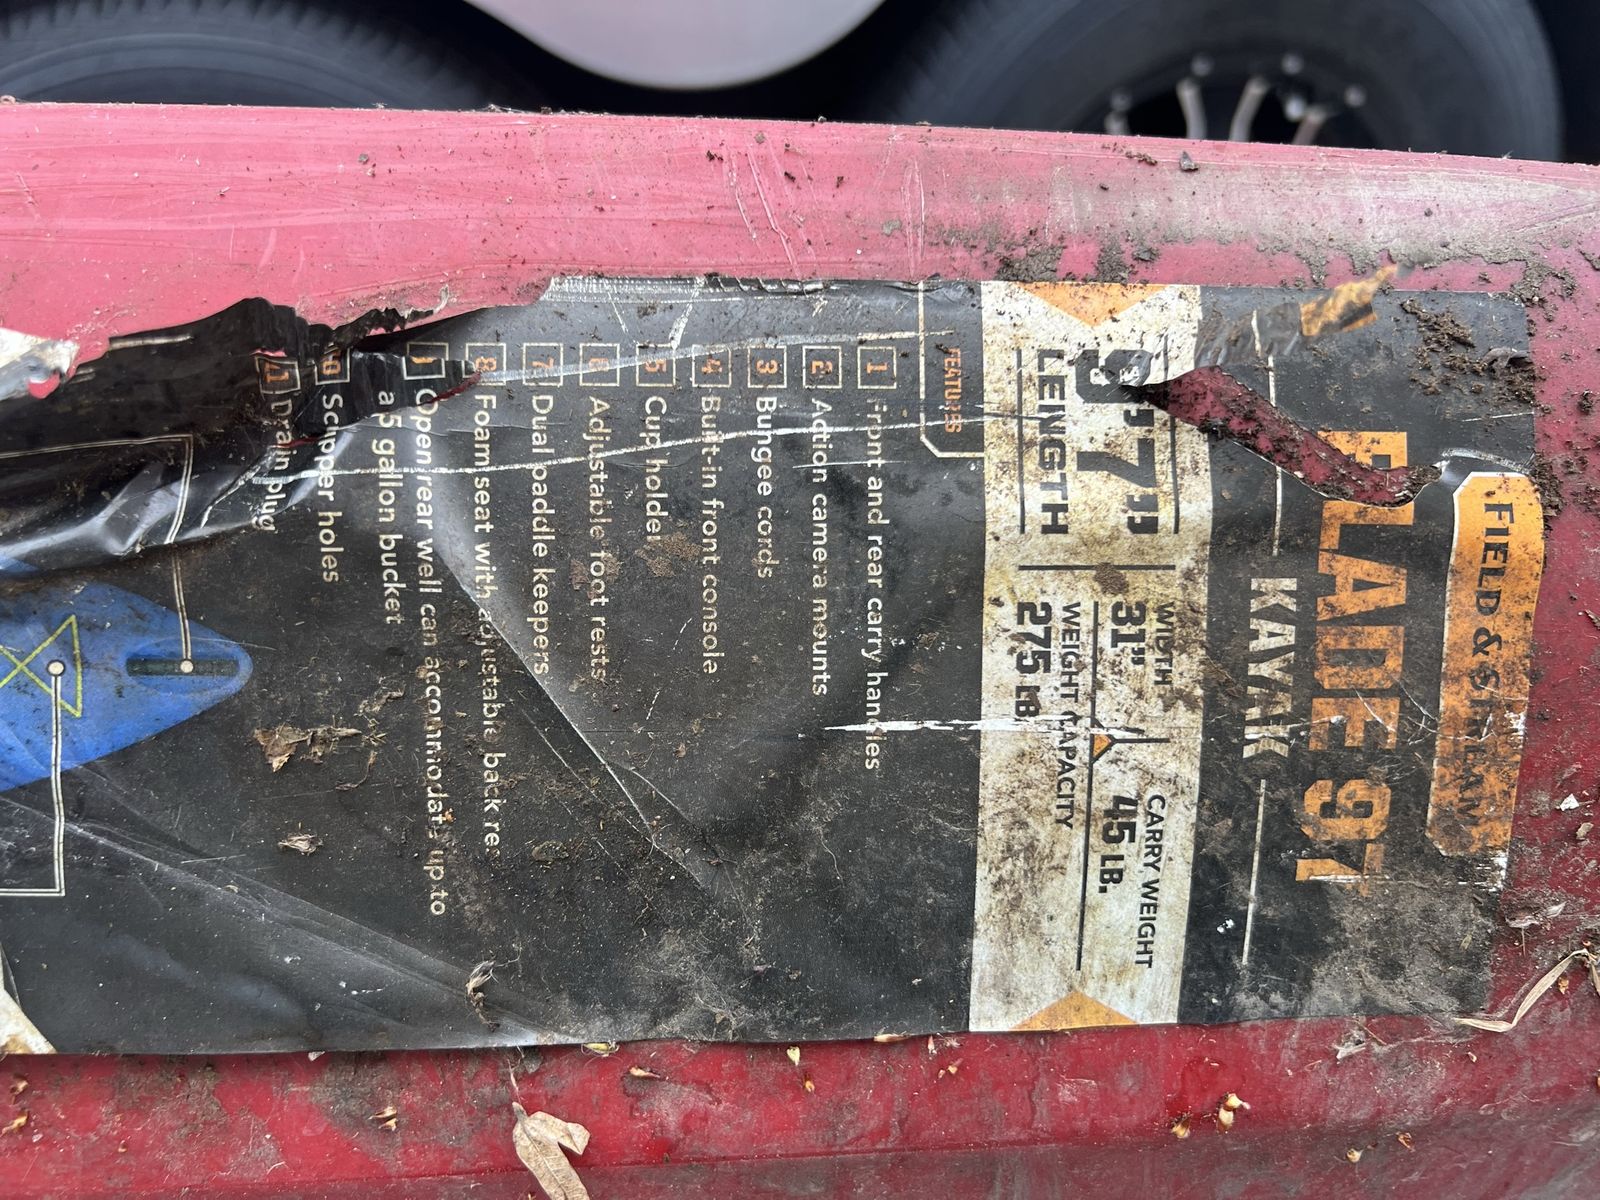 FIELD & STREAM
BLADE 97
KAYAK
9'7"
LENGTH
WIDTH
31"
CARRY WEIGHT
45 LB.
WEIGHT CAPACITY
275 LB
FEATURES
1 Front and rear carry handles
2 Action camera mounts
3 Bungee cords
4 Built-in front console
5 Cup holder
6 Adjustable foot rests
7 Dual paddle keepers
8 Foam seat with adjustable back res
9 Open rear well can accommodate up to
a 5 gallon bucket
10 Scupper holes
11 Drain plug